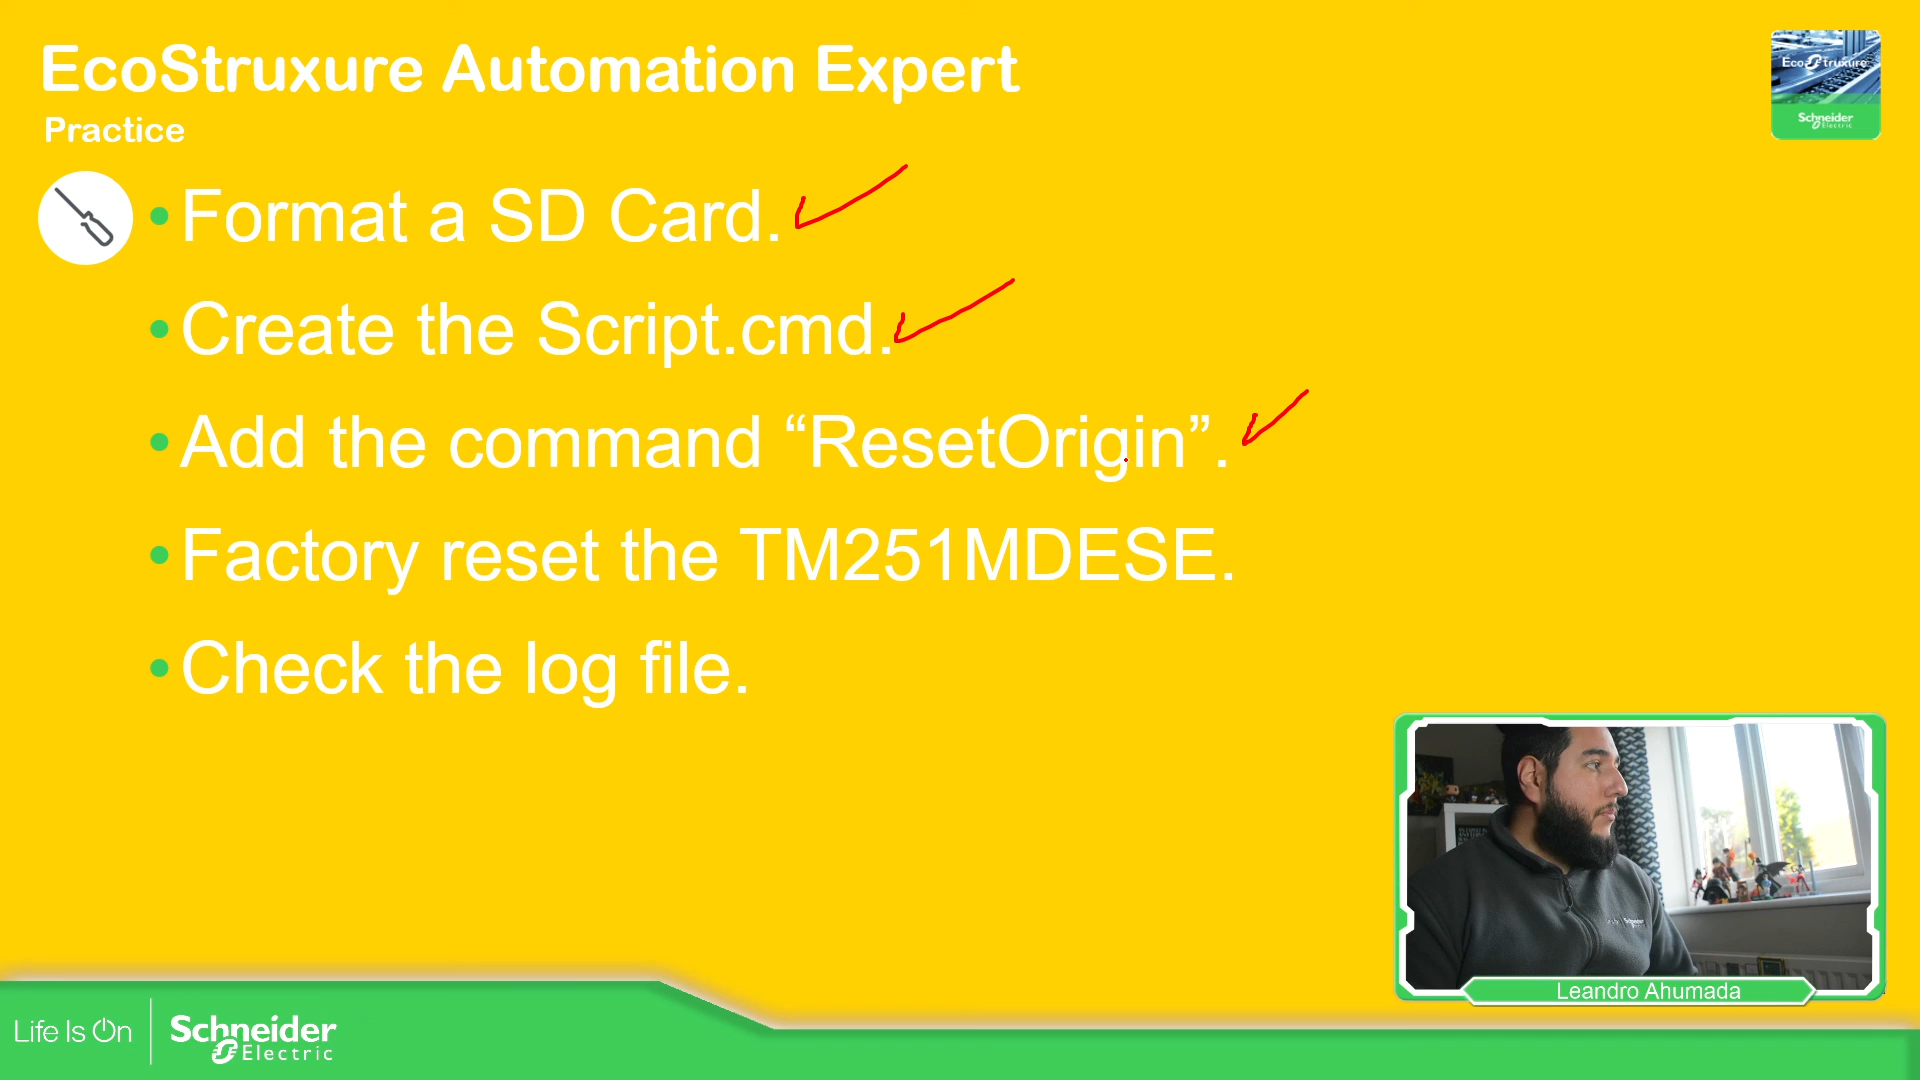 EcoStruxure Automation Expert
Practice
EcoStruxure
Schneider
Electric
• Format a SD Card.
• Create the Script.cmd.
• Add the command “ResetOrigin”.
• Factory reset the TM251MDESE.
• Check the log file.
Schneider
Leandro Ahumada
Life Is On
Schneider
Electric